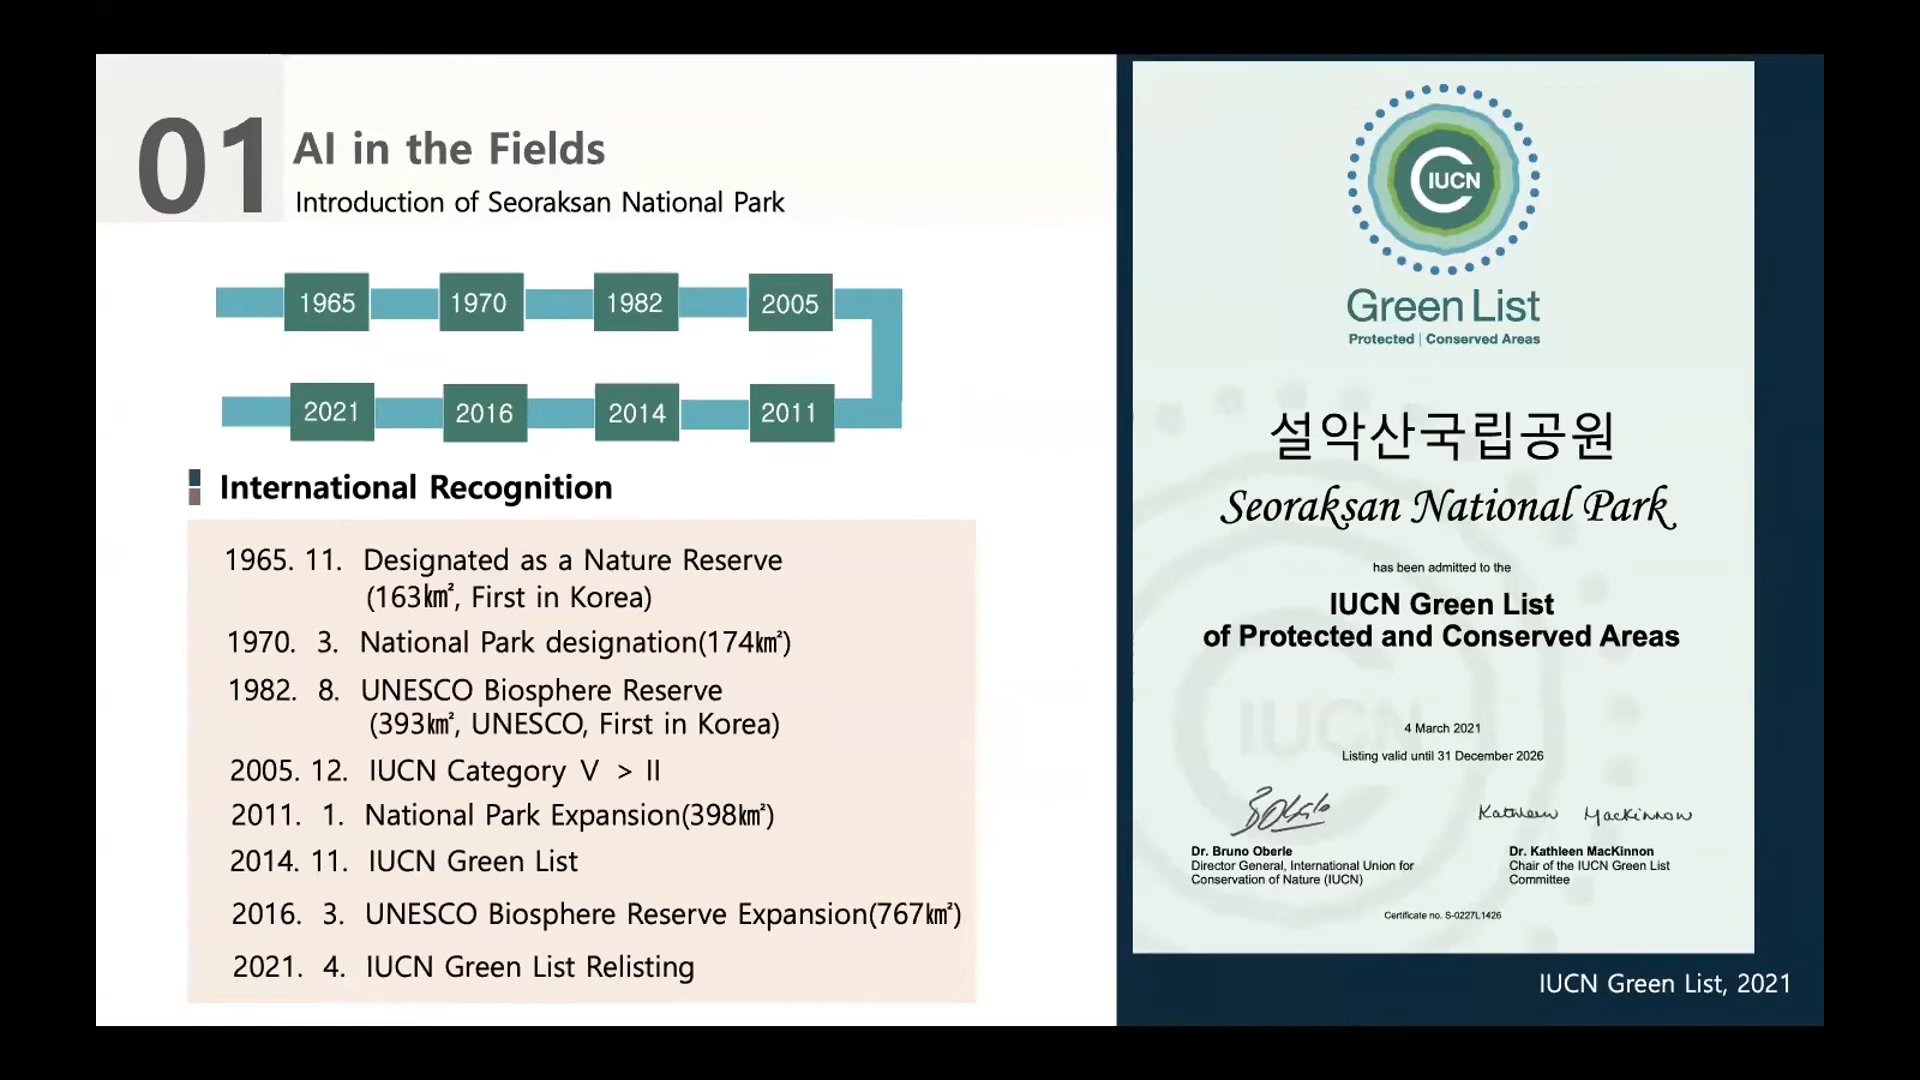 01
AI in the Fields
Introduction of Seoraksan National Park
1965
1970
1982
2005
2021
2016
2014
2011
International Recognition
1965. 11. Designated as a Nature Reserve
(163㎢, First in Korea)
1970. 3. National Park designation(174㎢)
1982. 8. UNESCO Biosphere Reserve
(393㎢, UNESCO, First in Korea)
2005. 12. IUCN Category Ⅴ > Ⅱ
2011. 1. National Park Expansion(398㎢)
2014. 11. IUCN Green List
2016. 3. UNESCO Biosphere Reserve Expansion(767㎢)
2021. 4. IUCN Green List Relisting
IUCN
Green List
Protected | Conserved Areas
설악산국립공원
Seoraksan National Park
has been admitted to the
IUCN Green List
of Protected and Conserved Areas
IUCN
4 March 2021
Listing valid until 31 December 2026
Kathleen MacKinnon
Dr. Bruno Oberle
Director General, International Union for
Conservation of Nature (IUCN)
Dr. Kathleen MacKinnon
Chair of the IUCN Green List
Committee
Certificate no. S-0227L1426
IUCN Green List, 2021